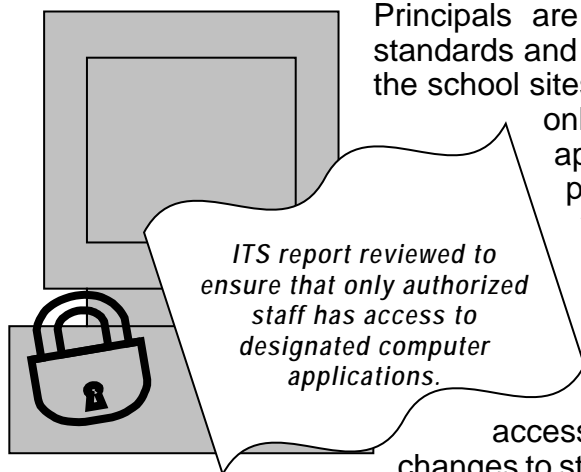 Principals are
standards and
the school sites
onl
ap
p
ITS report reviewed to
ensure that only authorized
staff has access to
designated computer
applications.
access
changes to st